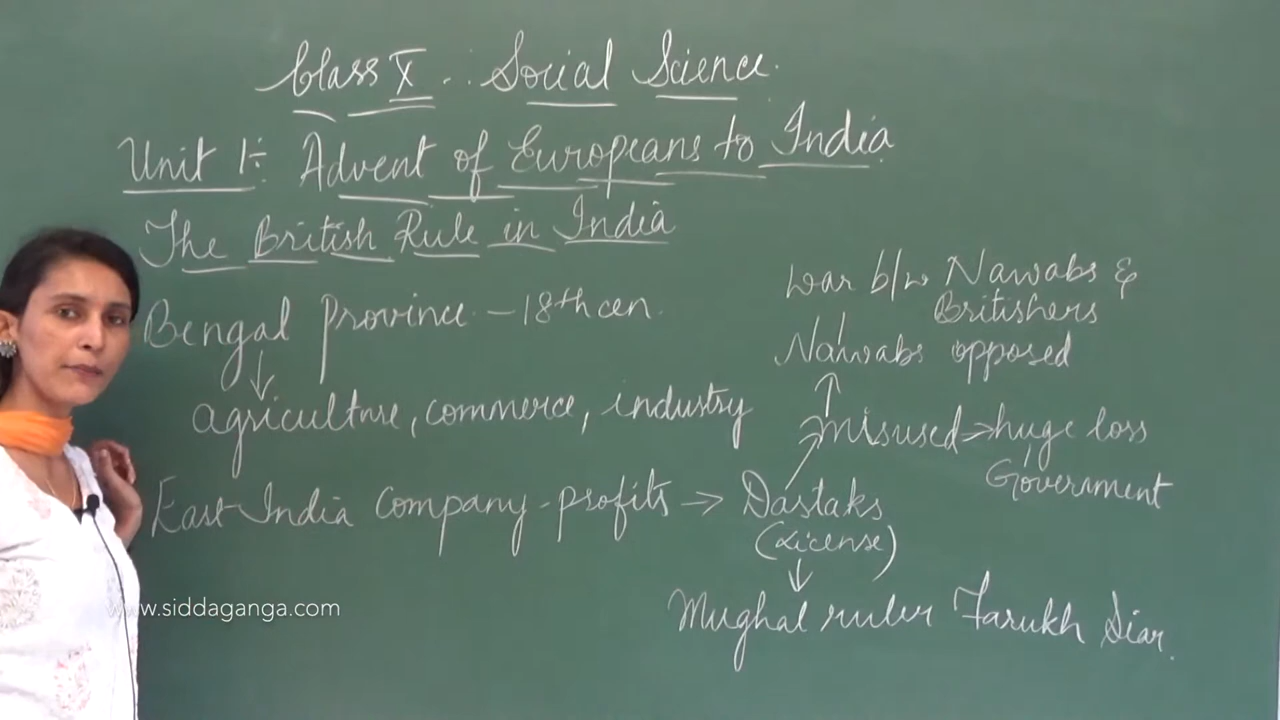 Class X .. Social Science.
Unit 1:- Advent of Europeans to India
The British Rule in India
Bengal Province - 18th cen.
agriculture, commerce, industry
East India Company - profits → Dastaks
(License)
↓
Mughal ruler Farukh Siar.
war b/w Nawabs &
Britishers
Nawabs opposed
misused => huge loss
Government
www.siddaganga.com